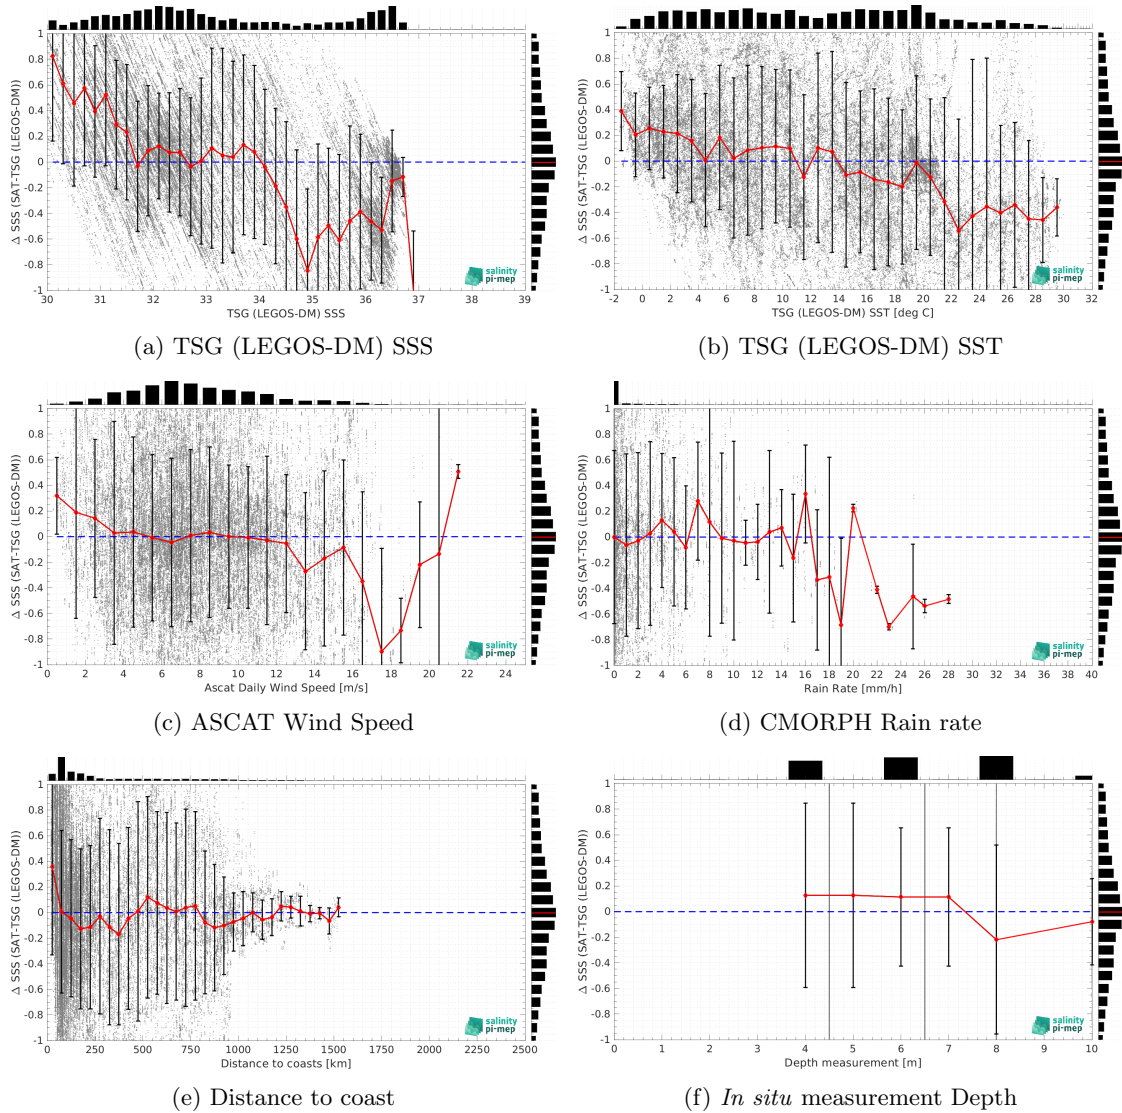 1
0.8
0.6
0.4
0.2
0
-0.2
-0.4
-0.6
-0.8
-1
Δ SSS (SAT-TSG (LEGOS-DM))
30 31 32 33 34 35 36 37 38 39
TSG (LEGOS-DM) SSS
salinity
pi-mep
(a) TSG (LEGOS-DM) SSS
1
0.8
0.6
0.4
0.2
0
-0.2
-0.4
-0.6
-0.8
-1
Δ SSS (SAT-TSG (LEGOS-DM))
-2 0 2 4 6 8 10 12 14 16 18 20 22 24 26 28 30 32
TSG (LEGOS-DM) SST [deg C]
salinity
pi-mep
(b) TSG (LEGOS-DM) SST
1
0.8
0.6
0.4
0.2
0
-0.2
-0.4
-0.6
-0.8
-1
Δ SSS (SAT-TSG (LEGOS-DM))
0 2 4 6 8 10 12 14 16 18 20 22 24
Ascat Daily Wind Speed [m/s]
salinity
pi-mep
(c) ASCAT Wind Speed
1
0.8
0.6
0.4
0.2
0
-0.2
-0.4
-0.6
-0.8
-1
Δ SSS (SAT-TSG (LEGOS-DM))
0 2 4 6 8 10 12 14 16 18 20 22 24 26 28 30 32 34 36 38 40
Rain Rate [mm/h]
salinity
pi-mep
(d) CMORPH Rain rate
1
0.8
0.6
0.4
0.2
0
-0.2
-0.4
-0.6
-0.8
-1
Δ SSS (SAT-TSG (LEGOS-DM))
0 250 500 750 1000 1250 1500 1750 2000 2250 2500
Distance to coasts [km]
salinity
pi-mep
(e) Distance to coast
1
0.8
0.6
0.4
0.2
0
-0.2
-0.4
-0.6
-0.8
-1
Δ SSS (SAT-TSG (LEGOS-DM))
0 1 2 3 4 5 6 7 8 9 10
Depth measurement [m]
salinity
pi-mep
(f) In situ measurement Depth